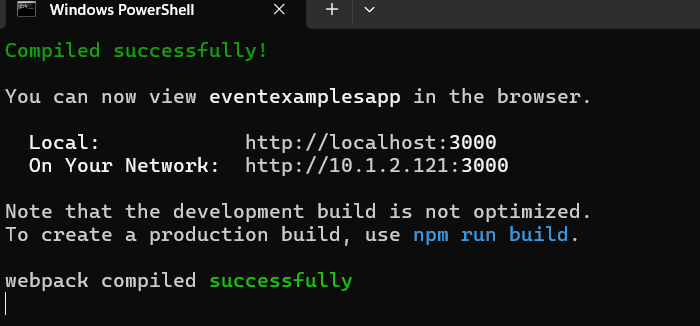 Windows PowerShell
Compiled successfully!
You can now view eventexamplesapp in the browser.
Local: http://localhost:3000
On Your Network: http://10.1.2.121:3000
Note that the development build is not optimized.
To create a production build, use npm run build.
webpack compiled successfully